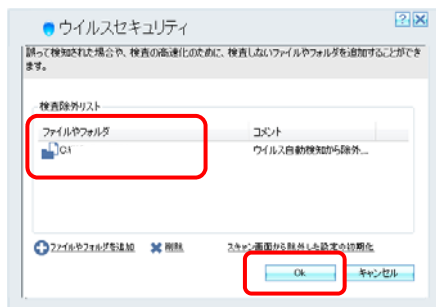 ウイルスセキュリティ
誤って検知された場合や、検査の高速化のために、検査しないファイルやフォルダを追加することができ
ます。
検査除外リスト
ファイルやフォルダ コメント
C:\ ウイルス自動検知から除外...
ファイルやフォルダを追加 削除 スキャン画面から除外した設定の初期化
Ok キャンセル